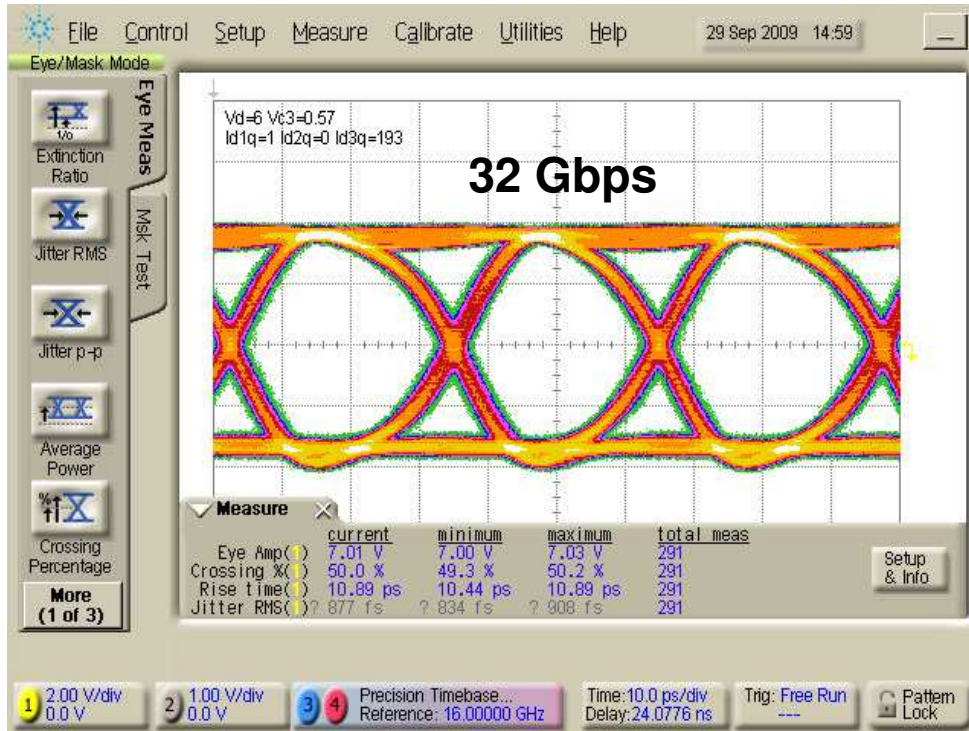 File Control Setup Measure Calibrate Utilities Help 29 Sep 2009 14:59
Eye/Mask Mode
Eye Meas
Msk Test
1/0
Extinction
Ratio
Jitter RMS
Jitter p-p
Average
Power
%
Crossing
Percentage
More
(1 of 3)
Vd=6 Vc3=0.57
Id1q=1 Id2q=0 Id3q=193
32 Gbps
Measure
current minimum maximum total meas
Eye Amp(1) 7.01 V 7.00 V 7.03 V 291
Crossing %(1) 50.0 % 49.3 % 50.2 % 291
Rise time(1) 10.89 ps 10.44 ps 10.89 ps 291
Jitter RMS(1)? 877 fs ? 834 fs ? 908 fs 291
Setup
& Info
1 2.00 V/div
0.0 V
2 1.00 V/div
0.0 V
3 4 Precision Timebase...
Reference: 16.00000 GHz
Time:10.0 ps/div
Delay:24.0776 ns
Trig: Free Run
---
Pattern
Lock